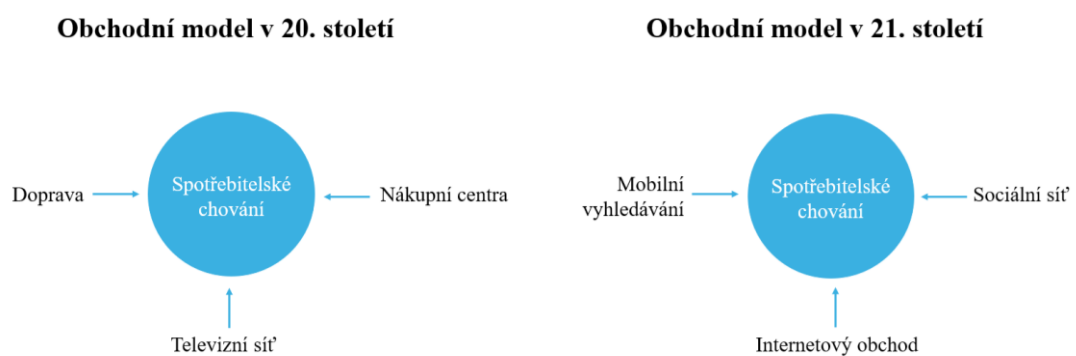 Obchodní model v 20. století
Doprava
Spotřebitelské
chování
Nákupní centra
Televizní síť
Obchodní model v 21. století
Mobilní
vyhledávání
Spotřebitelské
chování
Sociální síť
Internetový obchod